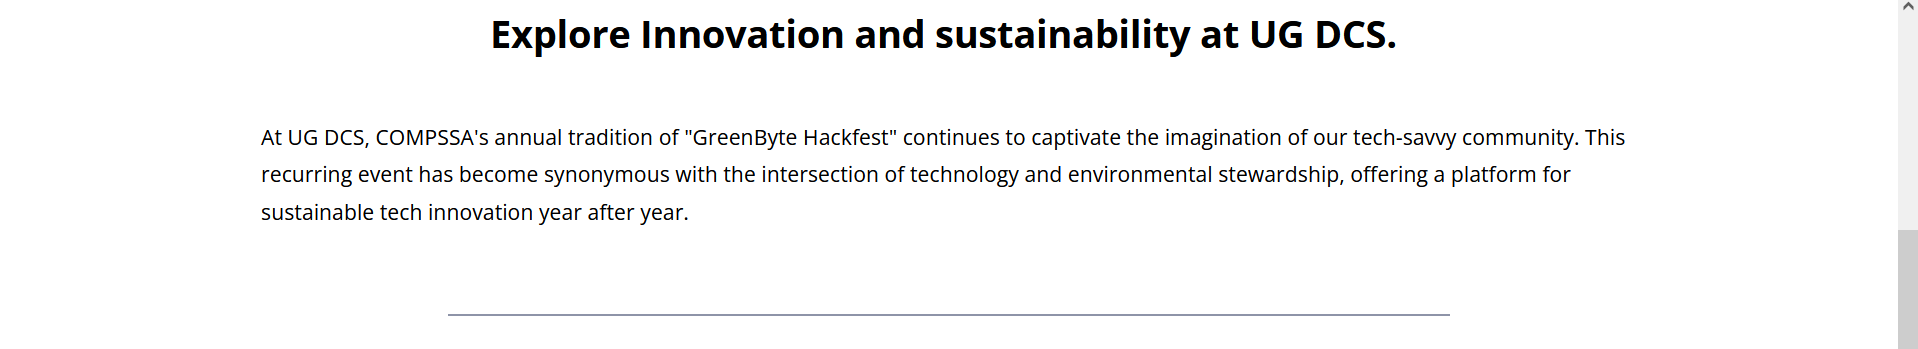 Explore Innovation and sustainability at UG DCS.
At UG DCS, COMPSSA's annual tradition of "GreenByte Hackfest" continues to captivate the imagination of our tech-savvy community. This
recurring event has become synonymous with the intersection of technology and environmental stewardship, offering a platform for
sustainable tech innovation year after year.